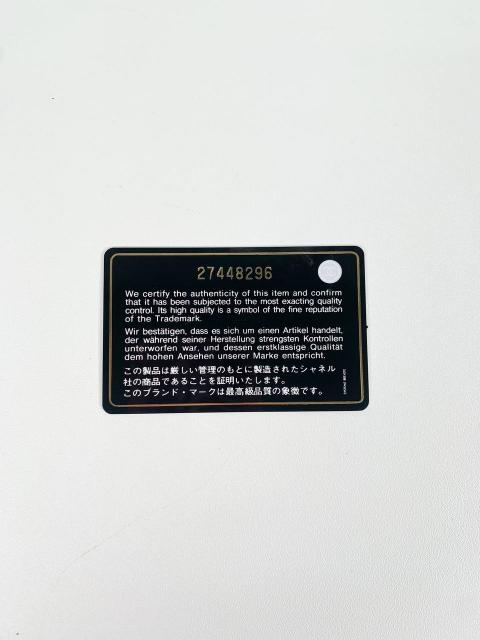 27448296
We certify the authenticity of this item and confirm
that it has been subjected to the most exacting quality
control. Its high quality is a symbol of the fine reputation
of the Trademark.
Wir bestätigen, dass es sich um einen Artikel handelt,
der während seiner Herstellung strengsten Kontrollen
unterworfen war, und dessen erstklassige Qualität
dem hohen Ansehen unserer Marke entspricht.
この製品は厳しい管理のもとに製造されたシャネル
社の商品であることを証明いたします。
このブランド・マークは最高級品質の象徴です。